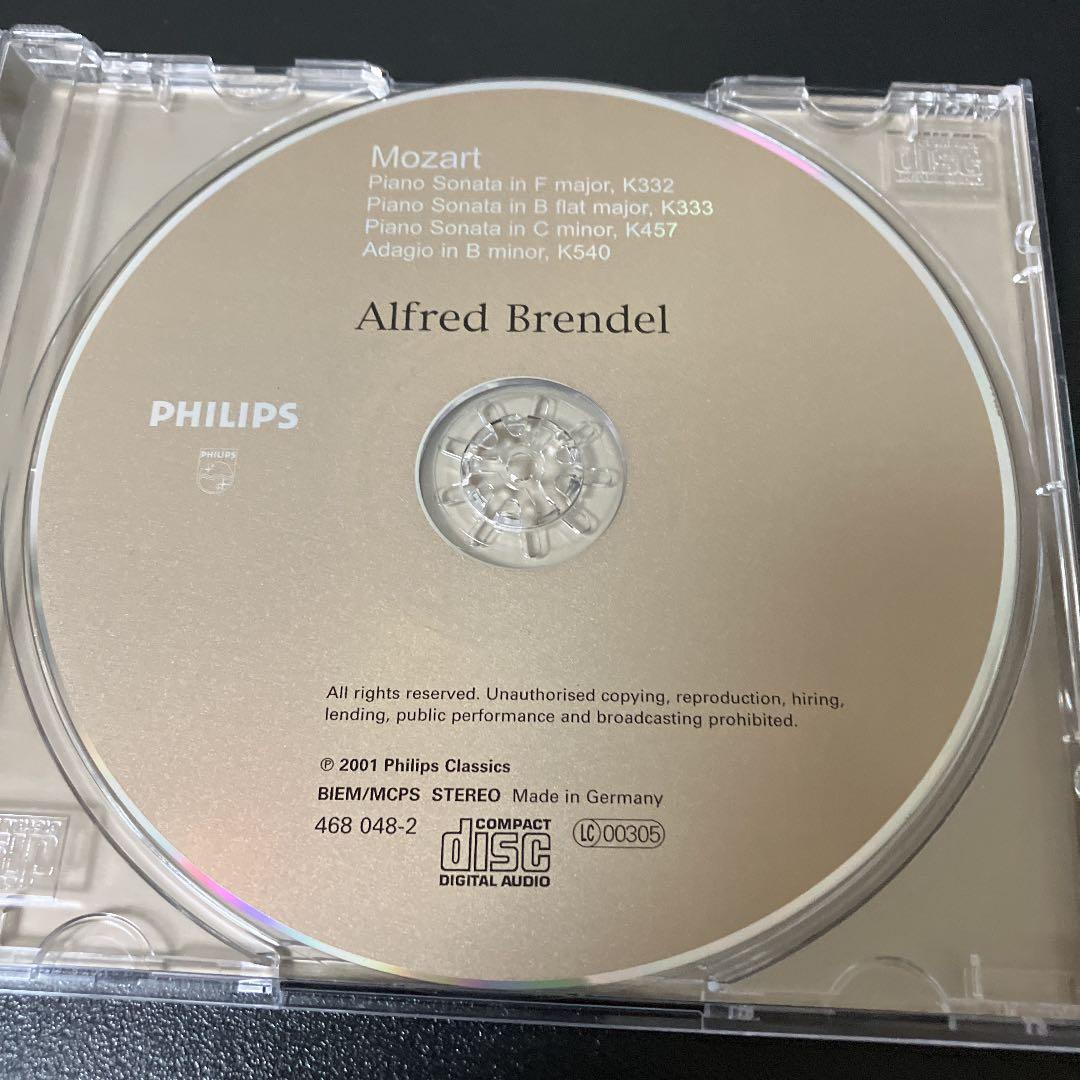 Mozart
Piano Sonata in F major, K332
Piano Sonata in B flat major, K333
Piano Sonata in C minor, K457
Adagio in B minor, K540
Alfred Brendel
PHILIPS
PHILIPS
All rights reserved. Unauthorised copying, reproduction, hiring,
lending, public performance and broadcasting prohibited.
℗ 2001 Philips Classics
BIEM/MCPS STEREO Made in Germany
468 048-2
COMPACT
disc
DIGITAL AUDIO
LC 00305
disc